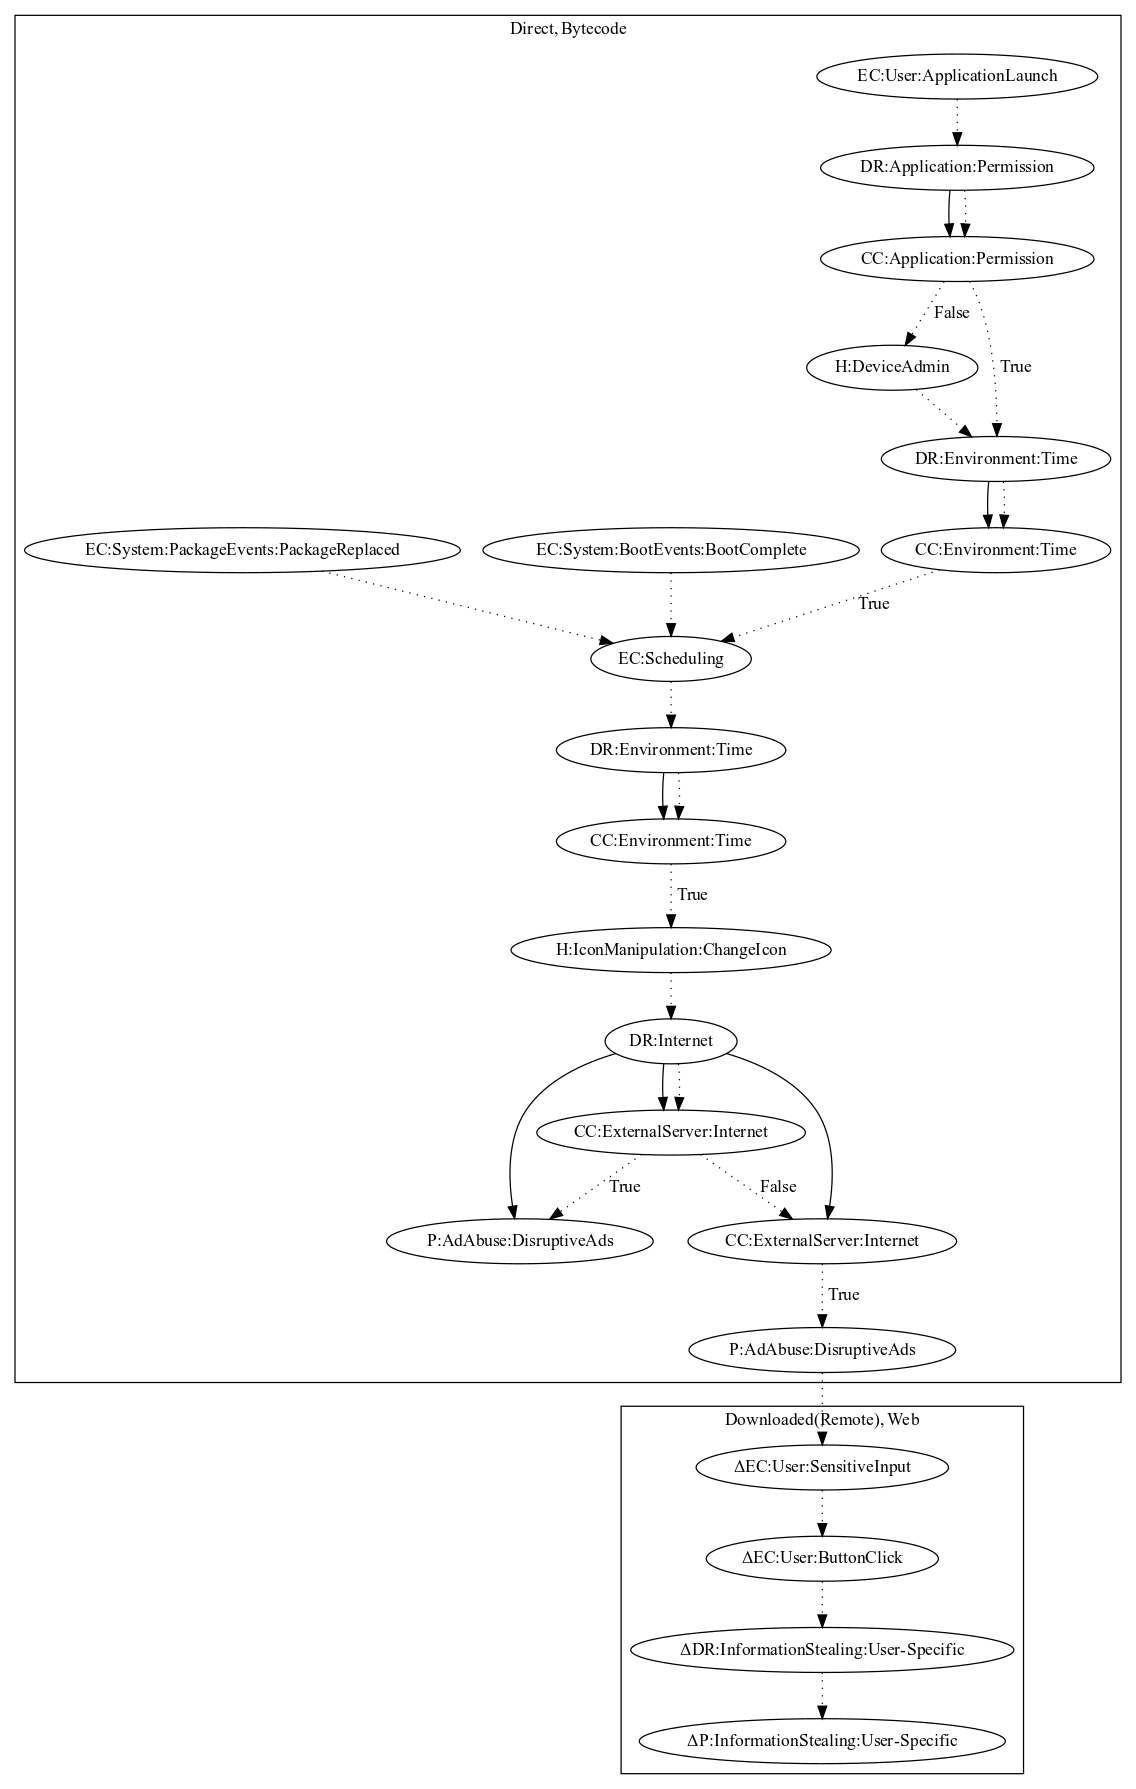 Direct, Bytecode
EC:User:ApplicationLaunch
DR:Application:Permission
CC:Application:Permission
False
H:DeviceAdmin
True
DR:Environment:Time
EC:System:PackageEvents:PackageReplaced
EC:System:BootEvents:BootComplete
CC:Environment:Time
True
EC:Scheduling
DR:Environment:Time
CC:Environment:Time
True
H:IconManipulation:ChangeIcon
DR:Internet
CC:ExternalServer:Internet
True
False
P:AdAbuse:DisruptiveAds
CC:ExternalServer:Internet
True
P:AdAbuse:DisruptiveAds
Downloaded(Remote), Web
ΔEC:User:SensitiveInput
ΔEC:User:ButtonClick
ΔDR:InformationStealing:User-Specific
ΔP:InformationStealing:User-Specific